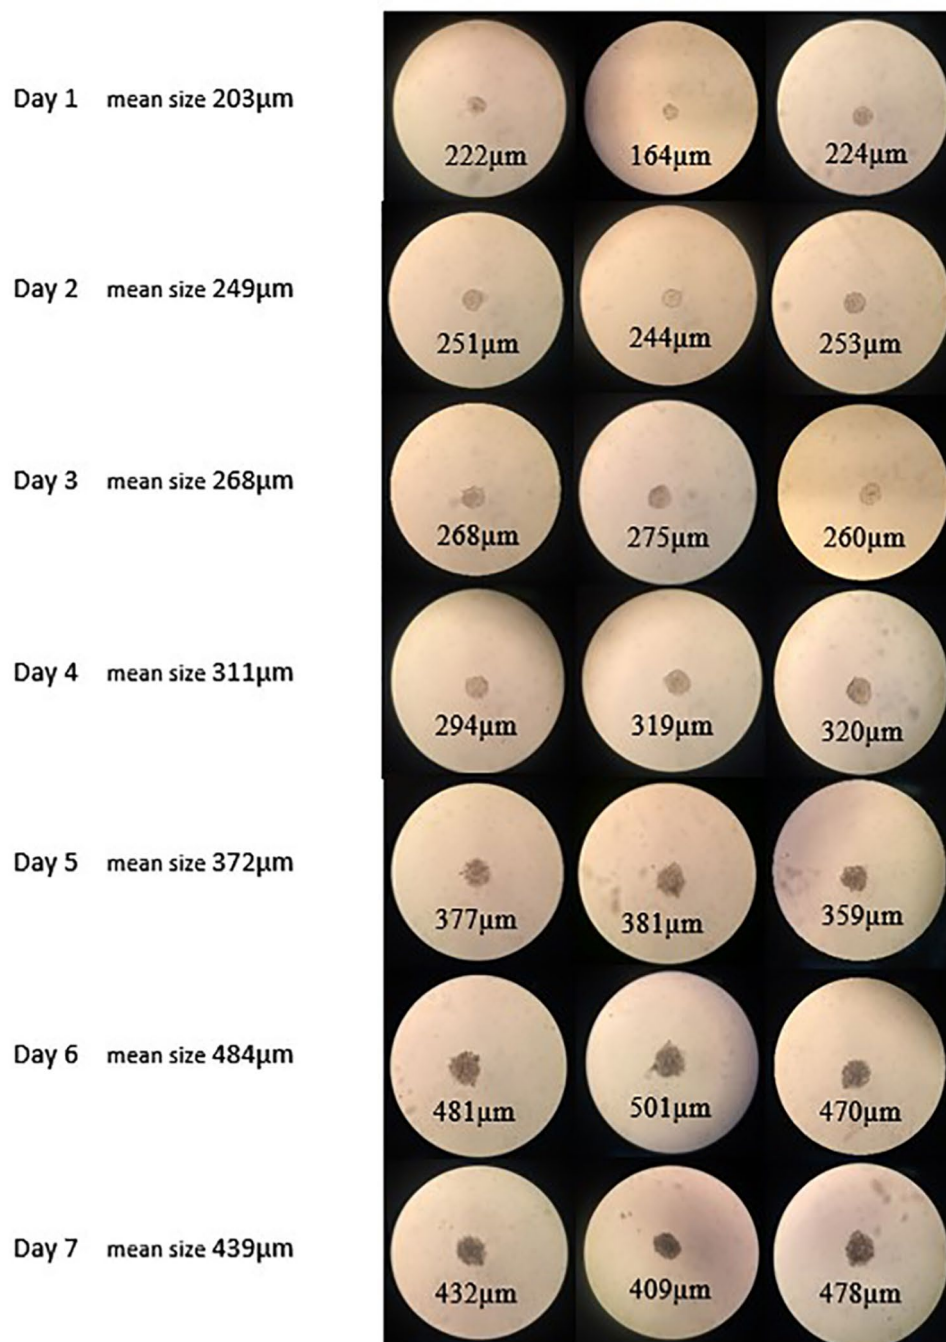 Day 1 mean size 203µm
222µm 164µm 224µm
Day 2 mean size 249µm
251µm 244µm 253µm
Day 3 mean size 268µm
268µm 275µm 260µm
Day 4 mean size 311µm
294µm 319µm 320µm
Day 5 mean size 372µm
377µm 381µm 359µm
Day 6 mean size 484µm
481µm 501µm 470µm
Day 7 mean size 439µm
432µm 409µm 478µm